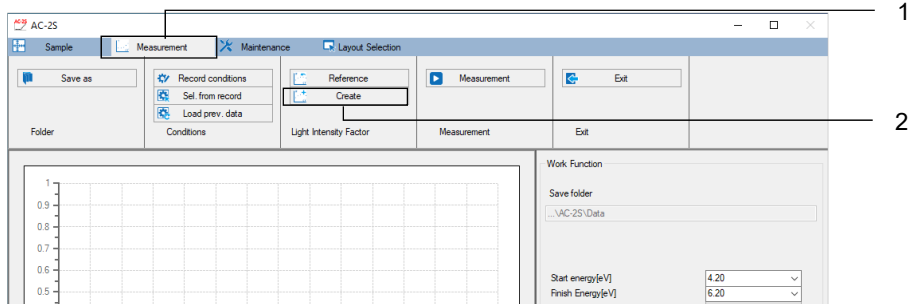 1
AC-2S
Sample Measurement Maintenance Layout Selection
Save as Record conditions Reference Measurement Exit
Sel. from record Create
Load prev. data
Folder Conditions Light Intensity Factor Measurement Exit
2
Work Function
Save folder
...\AC-2S\Data
Start energy[eV] 4.20
Finish Energy[eV] 6.20
1
0.9
0.8
0.7
0.6
0.5